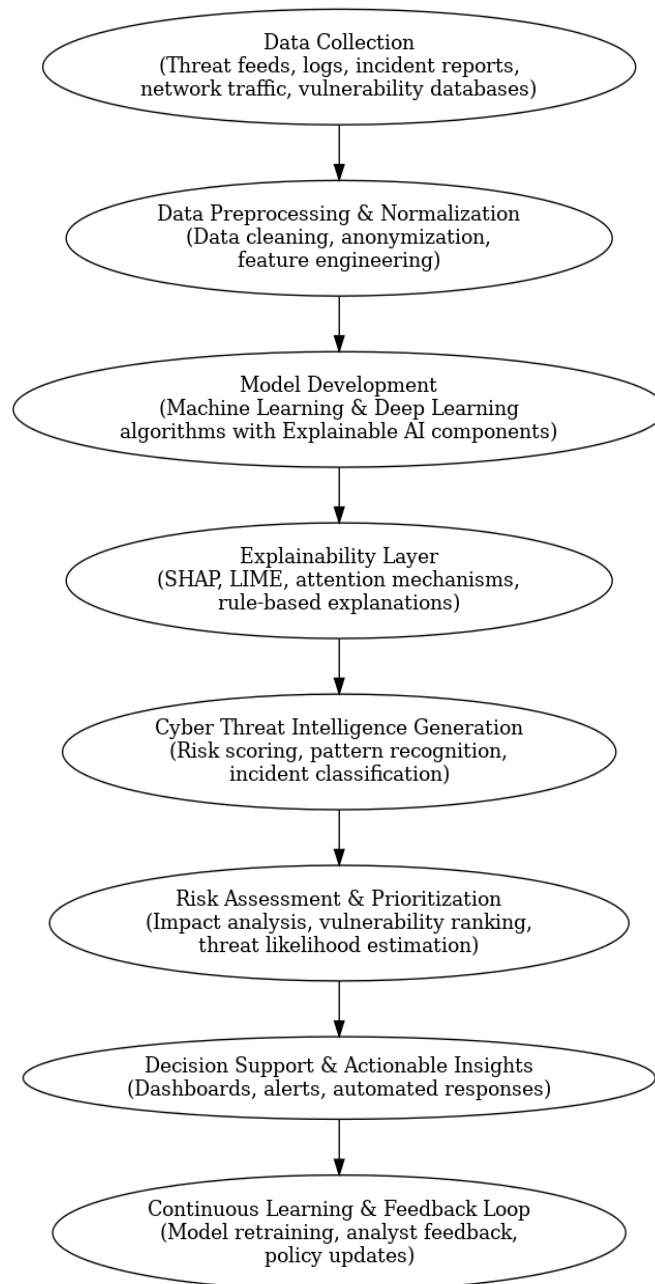 Data Collection
(Threat feeds, logs, incident reports,
network traffic, vulnerability databases)
Data Preprocessing & Normalization
(Data cleaning, anonymization,
feature engineering)
Model Development
(Machine Learning & Deep Learning
algorithms with Explainable AI components)
Explainability Layer
(SHAP, LIME, attention mechanisms,
rule-based explanations)
Cyber Threat Intelligence Generation
(Risk scoring, pattern recognition,
incident classification)
Risk Assessment & Prioritization
(Impact analysis, vulnerability ranking,
threat likelihood estimation)
Decision Support & Actionable Insights
(Dashboards, alerts, automated responses)
Continuous Learning & Feedback Loop
(Model retraining, analyst feedback,
policy updates)